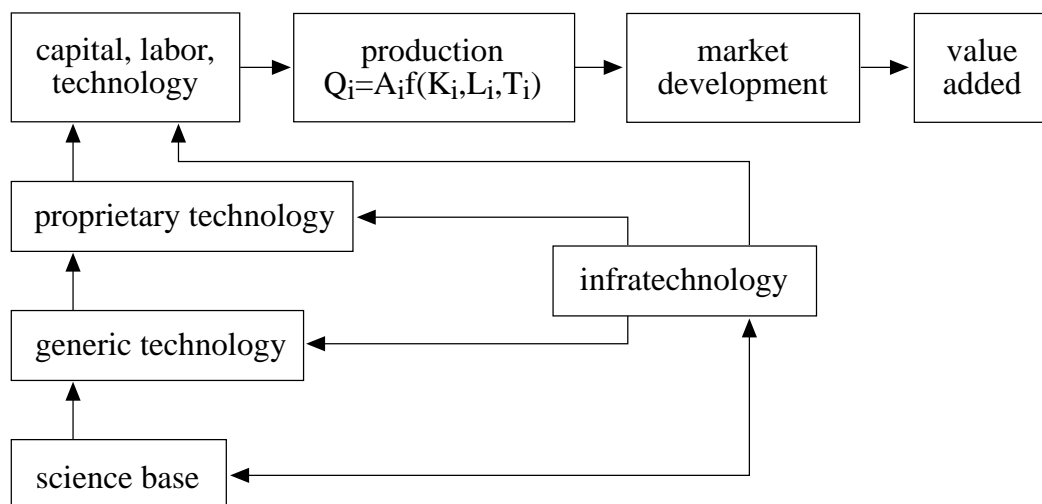 capital, labor,
technology
production
Qi=Aif(Ki,Li,Ti)
market
development
value
added
proprietary technology
infratechnology
generic technology
science base